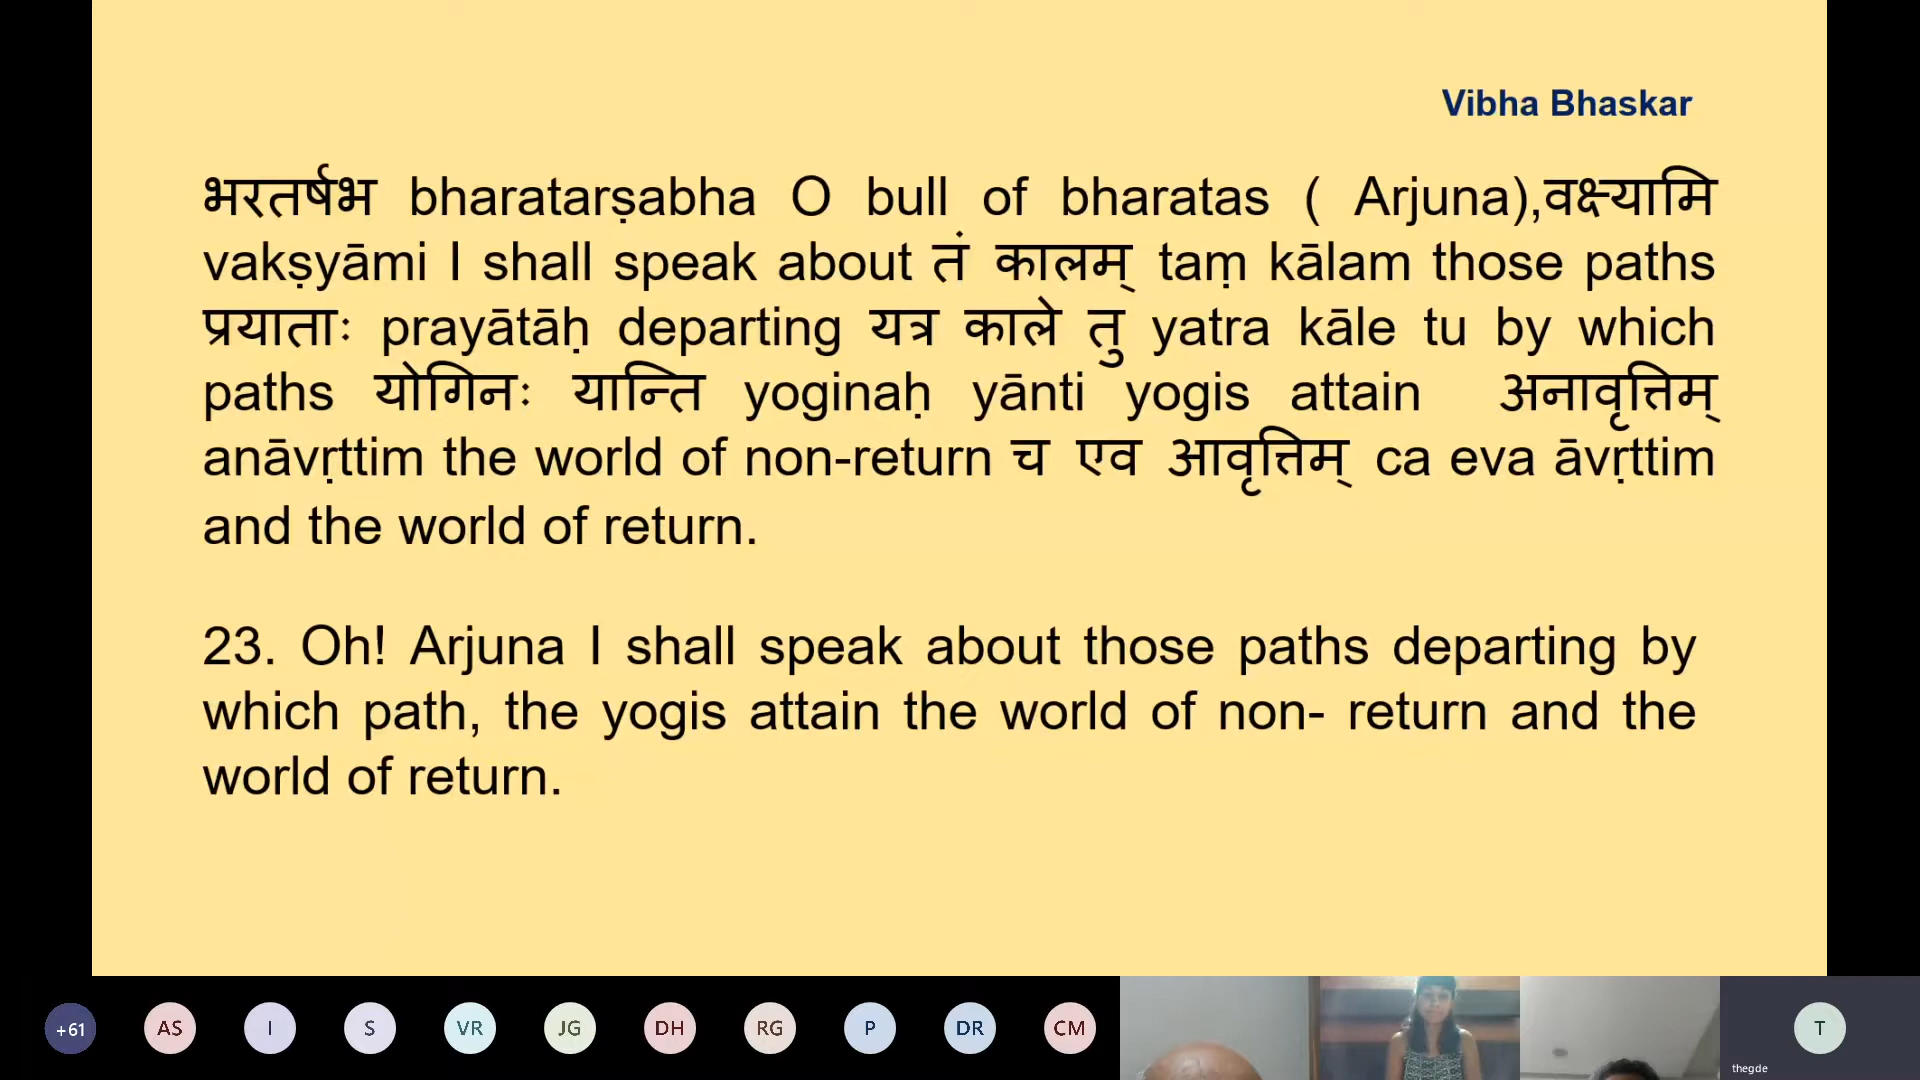 Vibha Bhaskar
भरतर्षभ bharatarṣabha O bull of bharatas ( Arjuna),वक्ष्यामि
vakṣyāmi I shall speak about तं कालम् taṃ kālam those paths
प्रयाताः prayātāḥ departing यत्र काले तु yatra kāle tu by which
paths योगिनः यान्ति yoginaḥ yānti yogis attain अनावृत्तिम्
anāvṛttim the world of non-return च एव आवृत्तिम् ca eva āvṛttim
and the world of return.
23. Oh! Arjuna I shall speak about those paths departing by
which path, the yogis attain the world of non- return and the
world of return.
+61 AS I S VR JG DH RG P DR CM T
thegde